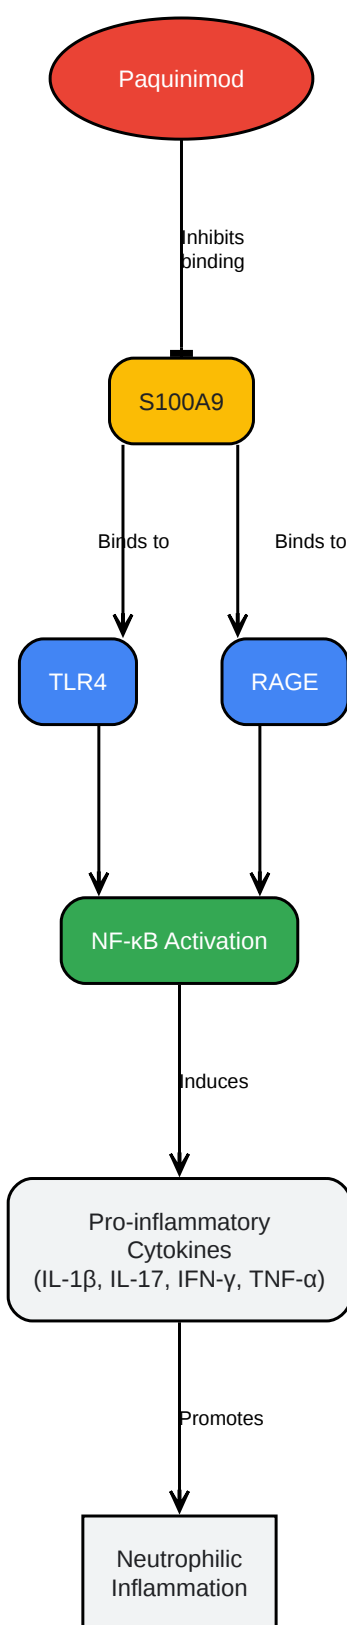 Paquinimod
Inhibits
binding
S100A9
Binds to
Binds to
TLR4
RAGE
NF-κB Activation
Induces
Pro-inflammatory
Cytokines
(IL-1β, IL-17, IFN-γ, TNF-α)
Promotes
Neutrophilic
Inflammation